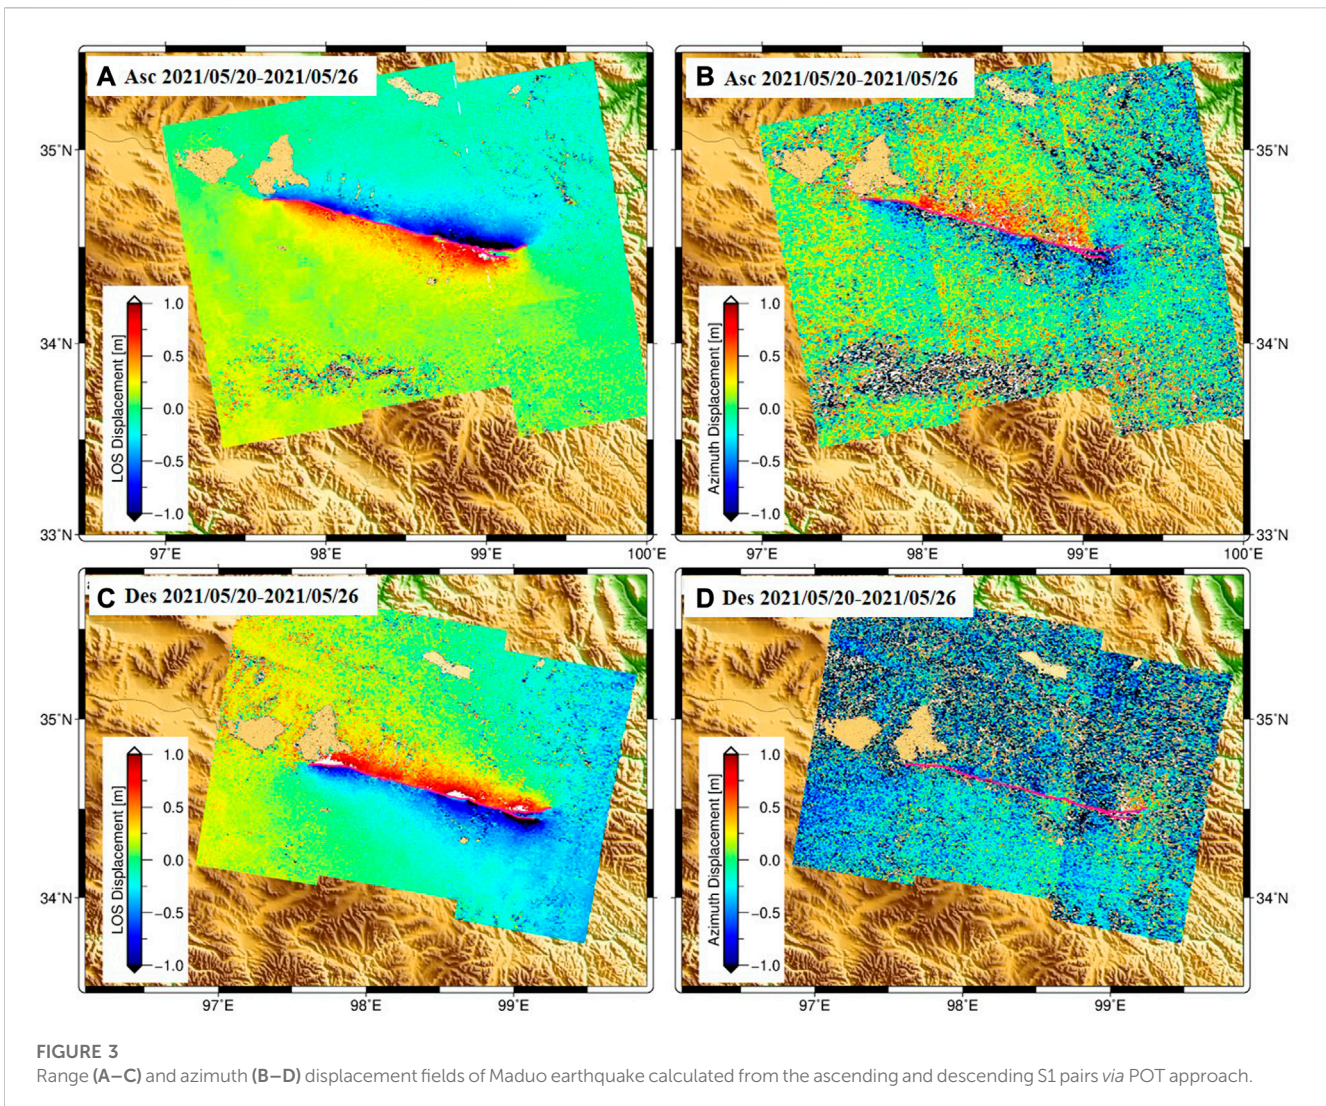 A Asc 2021/05/20-2021/05/26
B Asc 2021/05/20-2021/05/26
35°N
34°N
1.0
0.5
0.0
−0.5
−1.0
LOS Displacement [m]
97°E
98°E
99°E
100°E
1.0
0.5
0.0
−0.5
−1.0
Azimuth Displacement [m]
35°N
34°N
33°N
33°N
97°E
98°E
99°E
100°E
C Des 2021/05/20-2021/05/26
D Des 2021/05/20-2021/05/26
35°N
34°N
1.0
0.5
0.0
−0.5
−1.0
LOS Displacement [m]
97°E
98°E
99°E
1.0
0.5
0.0
−0.5
−1.0
Azimuth Displacement [m]
35°N
34°N
97°E
98°E
99°E
FIGURE 3
Range (A–C) and azimuth (B–D) displacement fields of Maduo earthquake calculated from the ascending and descending S1 pairs via POT approach.